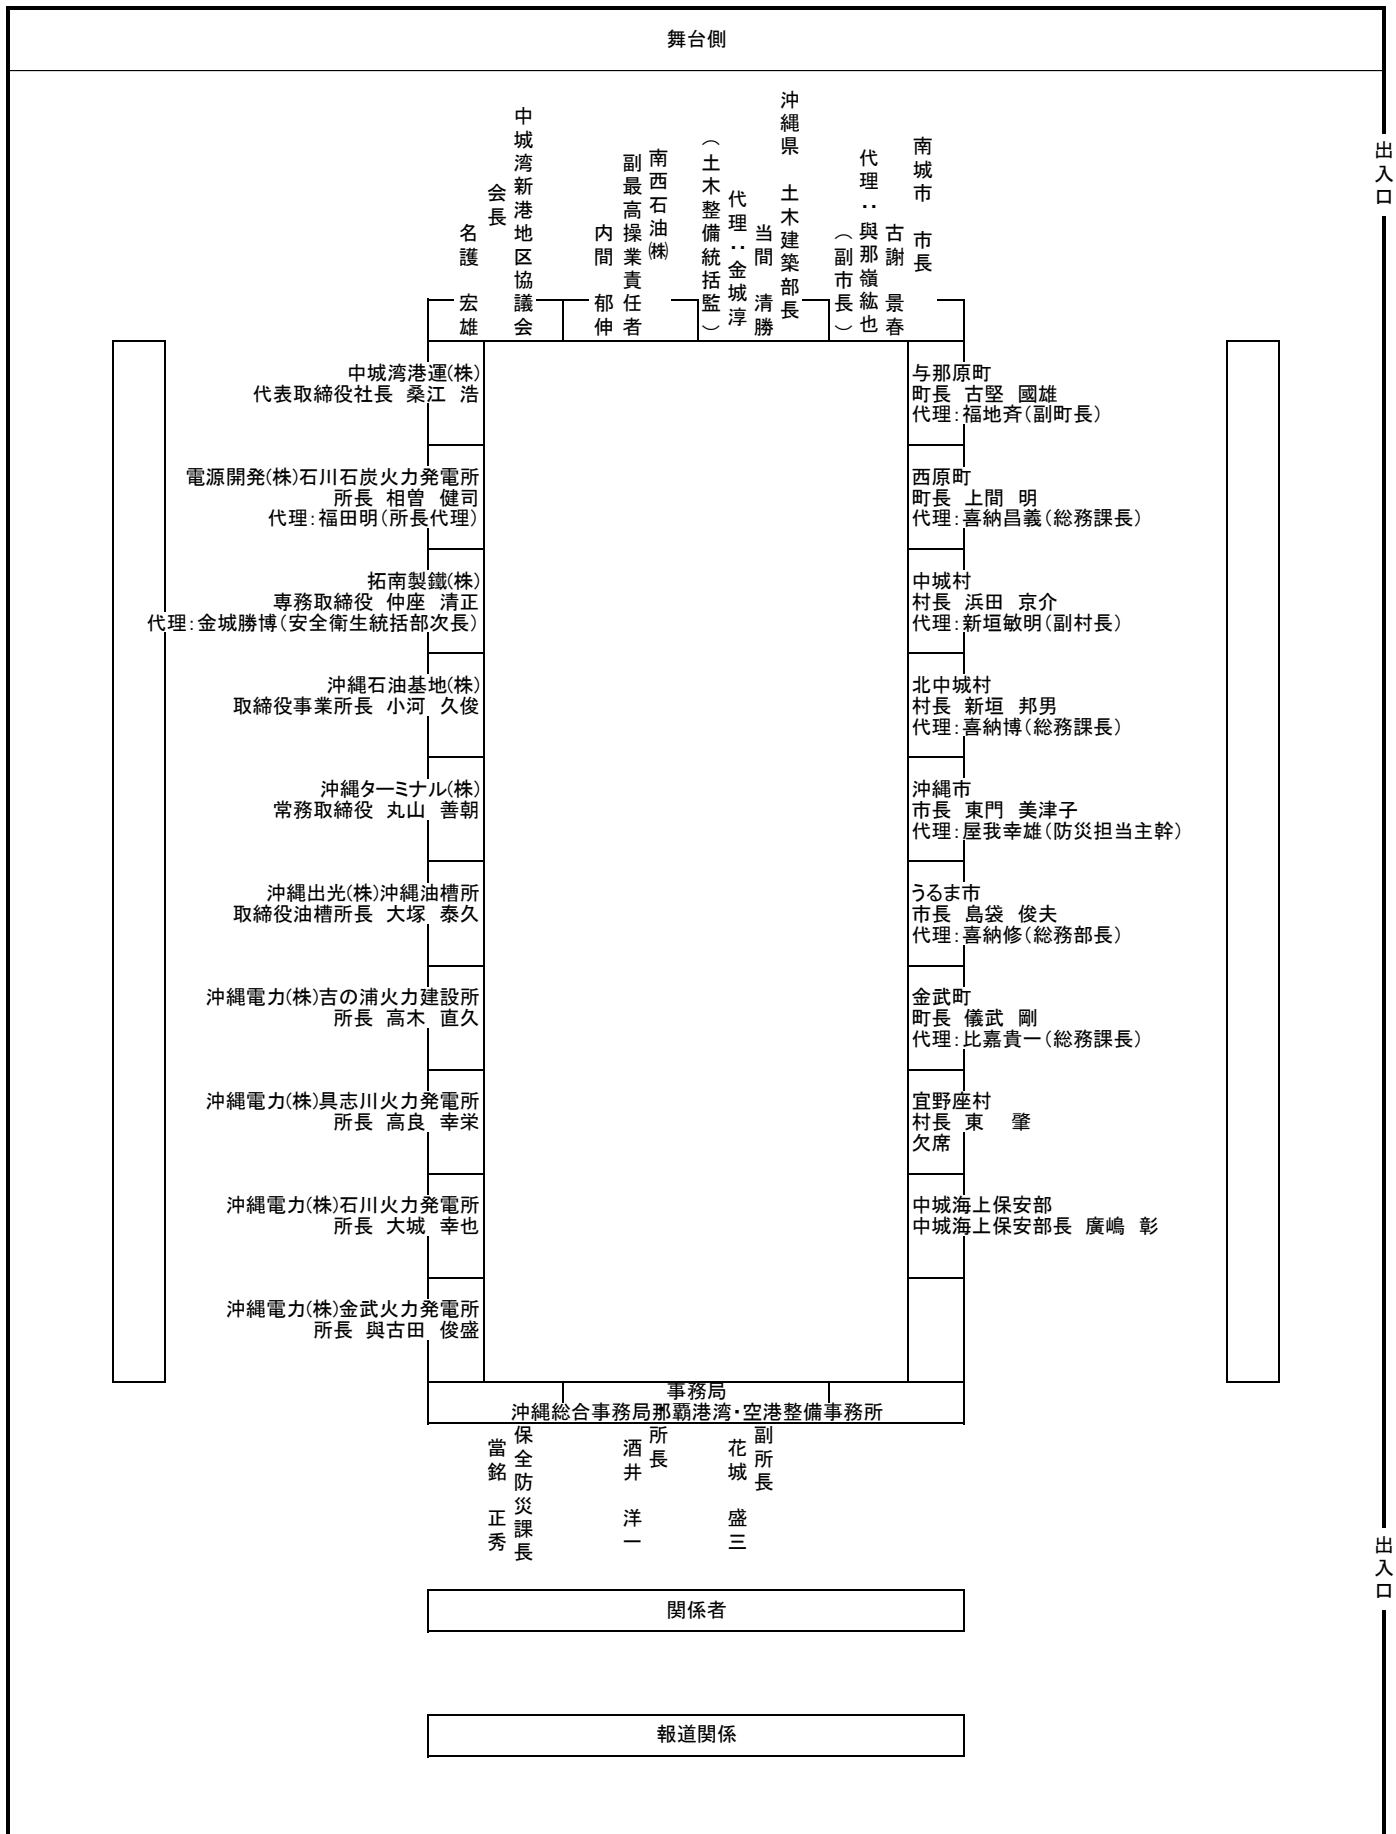 舞台側
出入口
南城市　市長
古謝　景春
代理：與那嶺紘也
（副市長）
沖縄県　土木建築部長
当間　清勝
代理：金城淳
（土木整備統括監）
南西石油㈱
副最高操業責任者
内間　郁伸
中城湾新港地区協議会
会長
名護　宏雄
中城湾港運(株)
代表取締役社長　桑江　浩
電源開発(株)石川石炭火力発電所
所長　相曽　健司
代理：福田明（所長代理）
拓南製鐵(株)
専務取締役　仲座　清正
代理：金城勝博（安全衛生統括部次長）
沖縄石油基地(株)
取締役事業所長　小河　久俊
沖縄ターミナル(株)
常務取締役　丸山　善朝
沖縄出光(株)沖縄油槽所
取締役油槽所長　大塚　泰久
沖縄電力(株)吉の浦火力建設所
所長　高木　直久
沖縄電力(株)具志川火力発電所
所長　高良　幸栄
沖縄電力(株)石川火力発電所
所長　大城　幸也
沖縄電力(株)金武火力発電所
所長　與古田　俊盛
与那原町
町長　古堅　國雄
代理：福地斉（副町長）
西原町
町長　上間　明
代理：喜納昌義（総務課長）
中城村
村長　浜田　京介
代理：新垣敏明（副村長）
北中城村
村長　新垣　邦男
代理：喜納博（総務課長）
沖縄市
市長　東門　美津子
代理：屋我幸雄（防災担当主幹）
うるま市
市長　島袋　俊夫
代理：喜納修（総務部長）
金武町
町長　儀武　剛
代理：比嘉貴一（総務課長）
宜野座村
村長　東　　肇
欠席
中城海上保安部
中城海上保安部長　廣嶋　彰
事務局
沖縄総合事務局那覇港湾・空港整備事務所
副所長
花城　盛三
所長
酒井　洋一
保全防災課長
當銘　正秀
出入口
関係者
報道関係